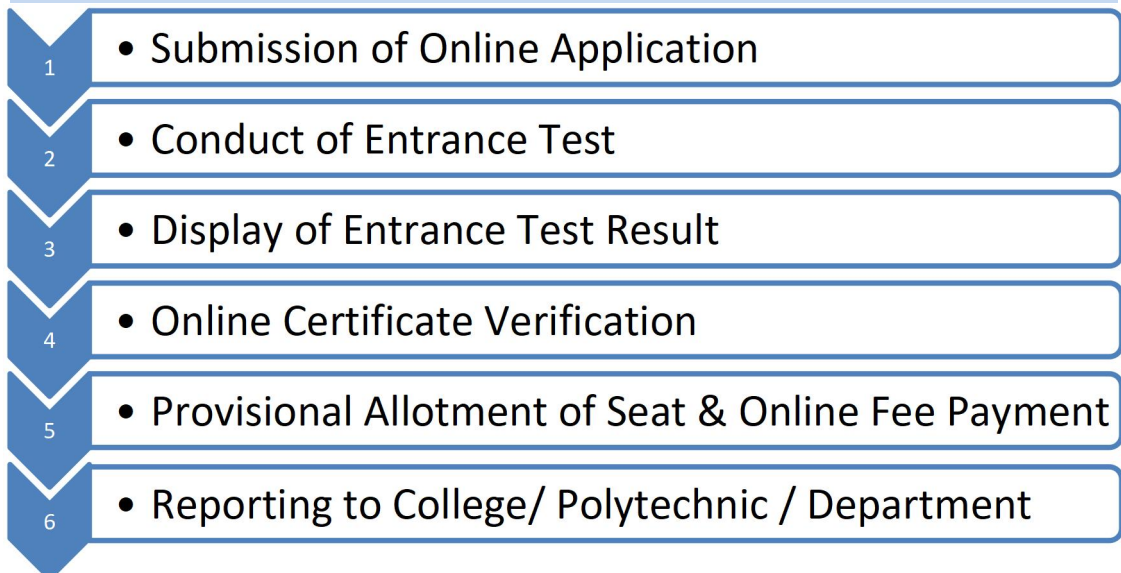 1 • Submission of Online Application
2 • Conduct of Entrance Test
3 • Display of Entrance Test Result
4 • Online Certificate Verification
5 • Provisional Allotment of Seat & Online Fee Payment
6 • Reporting to College/ Polytechnic / Department